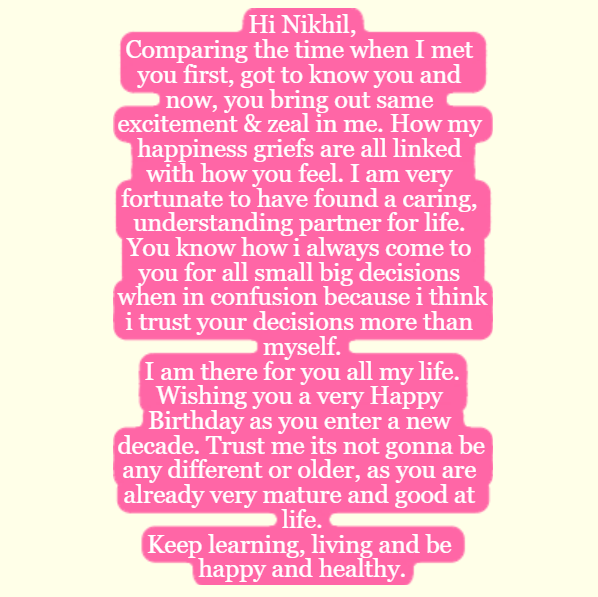 Hi Nikhil,
Comparing the time when I met
you first, got to know you and
now, you bring out same
excitement & zeal in me. How my
happiness griefs are all linked
with how you feel. I am very
fortunate to have found a caring,
understanding partner for life.
You know how i always come to
you for all small big decisions
when in confusion because i think
i trust your decisions more than
myself.
I am there for you all my life.
Wishing you a very Happy
Birthday as you enter a new
decade. Trust me its not gonna be
any different or older, as you are
already very mature and good at
life.
Keep learning, living and be
happy and healthy.